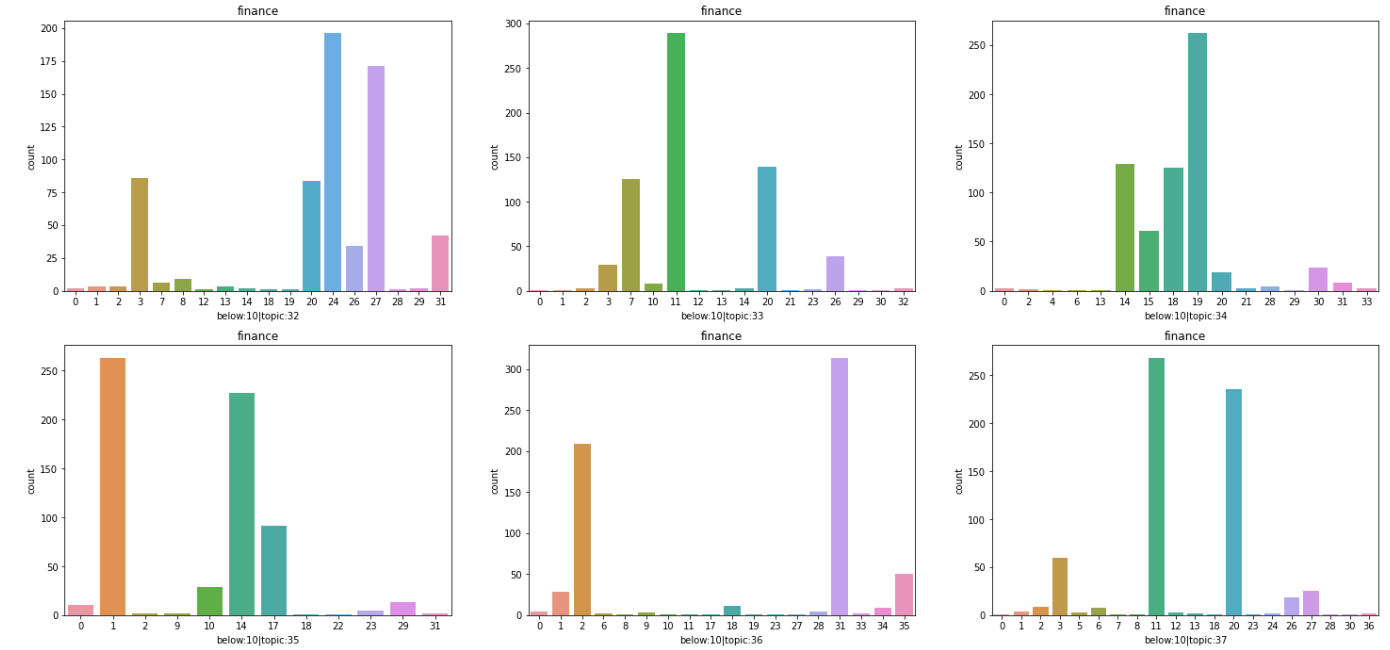 finance
count
200
175
150
125
100
75
50
25
0
0 1 2 3 7 8 12 13 14 18 19 20 24 26 27 28 29 31
below:10|topic:32
finance
count
300
250
200
150
100
50
0
0 1 2 3 7 10 11 12 13 14 20 21 23 26 29 30 32
below:10|topic:33
finance
count
250
200
150
100
50
0
0 2 4 6 13 14 15 18 19 20 21 28 29 30 31 33
below:10|topic:34
finance
count
250
200
150
100
50
0
0 1 2 9 10 14 17 18 22 23 29 31
below:10|topic:35
finance
count
300
250
200
150
100
50
0
0 1 2 6 8 9 10 11 17 18 19 23 27 28 31 33 34 35
below:10|topic:36
finance
count
250
200
150
100
50
0
0 1 2 3 5 6 7 8 11 12 13 18 20 23 24 26 27 28 30 36
below:10|topic:37